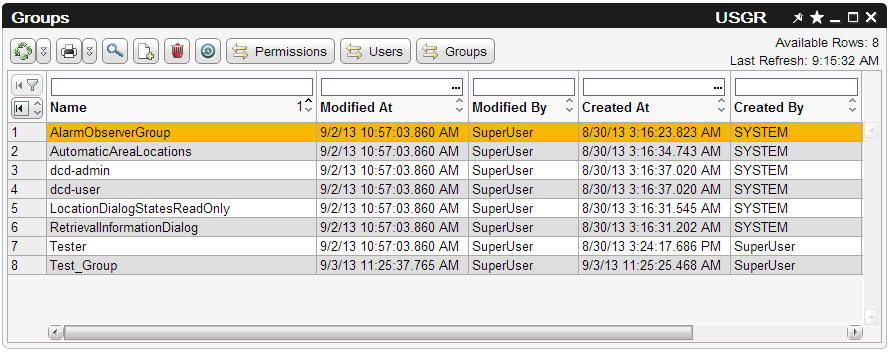 Groups USGR
Permissions Users Groups Available Rows: 8
Last Refresh: 9:15:32 AM
... ...
Name 1 Modified At Modified By Created At Created By
1 AlarmObserverGroup 9/2/13 10:57:03.860 AM SuperUser 8/30/13 3:16:23.823 AM SYSTEM
2 AutomaticAreaLocations 9/2/13 10:57:03.860 AM SuperUser 8/30/13 3:16:34.743 AM SYSTEM
3 dcd-admin 9/2/13 10:57:03.860 AM SuperUser 8/30/13 3:16:37.020 AM SYSTEM
4 dcd-user 9/2/13 10:57:03.860 AM SuperUser 8/30/13 3:16:37.020 AM SYSTEM
5 LocationDialogStatesReadOnly 9/2/13 10:57:03.860 AM SuperUser 8/30/13 3:16:31.545 AM SYSTEM
6 RetrievalInformationDialog 9/2/13 10:57:03.860 AM SuperUser 8/30/13 3:16:31.202 AM SYSTEM
7 Tester 9/2/13 10:57:03.860 AM SuperUser 8/30/13 3:24:17.686 PM SuperUser
8 Test_Group 9/3/13 11:25:37.765 AM SuperUser 9/3/13 11:25:25.468 AM SuperUser